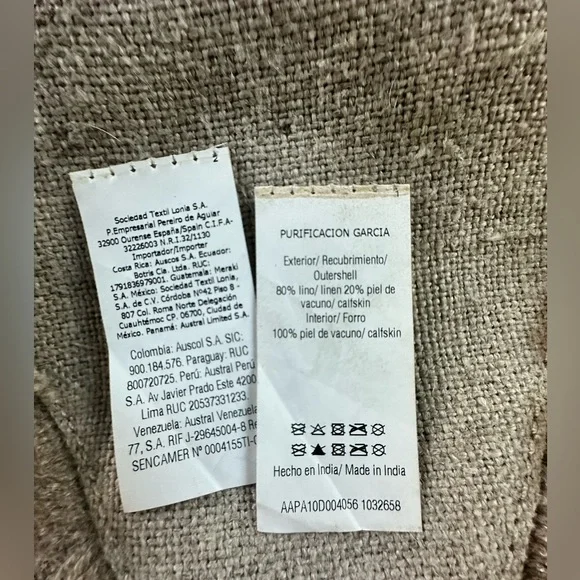 2
Sociedad Textil Lonia S.A.
P.Empresarial Pereiro de Aguiar
32900 Ourense España/Spain C.I.F.A-
32226003 N.R.I.32/1130
Importador/Importer
Costa Rica: Auscos S.A. Ecuador:
Botris Cia. Ltda. RUC:
1791836979001. Guatemala: Meraki
S.A. México: Sociedad Textil Lonia,
S.A. de C.V. Córdoba Nº42 Piso 8 -
807 Col. Roma Norte Delegación
Cuauhtémoc CP. 06700, Ciudad de
México. Panamá: Austral Limited S.A.
Colombia: Auscol S.A. SIC:
900.184.576. Paraguay: RUC
800720725. Perú: Austral Perú
S.A. Av Javier Prado Este 4200
Lima RUC 20537331233.
Venezuela: Austral Venezuela
77, S.A. RIF J-29645004-8 Re
SENCAMER Nº 0004155TI-
PURIFICACION GARCIA
Exterior/ Recubrimiento/
Outershell
80% lino/ linen 20% piel de
vacuno/ calfskin
Interior/ Forro
100% piel de vacuno/ calfskin
Hecho en India/ Made in India
AAPA10D004056 1032658